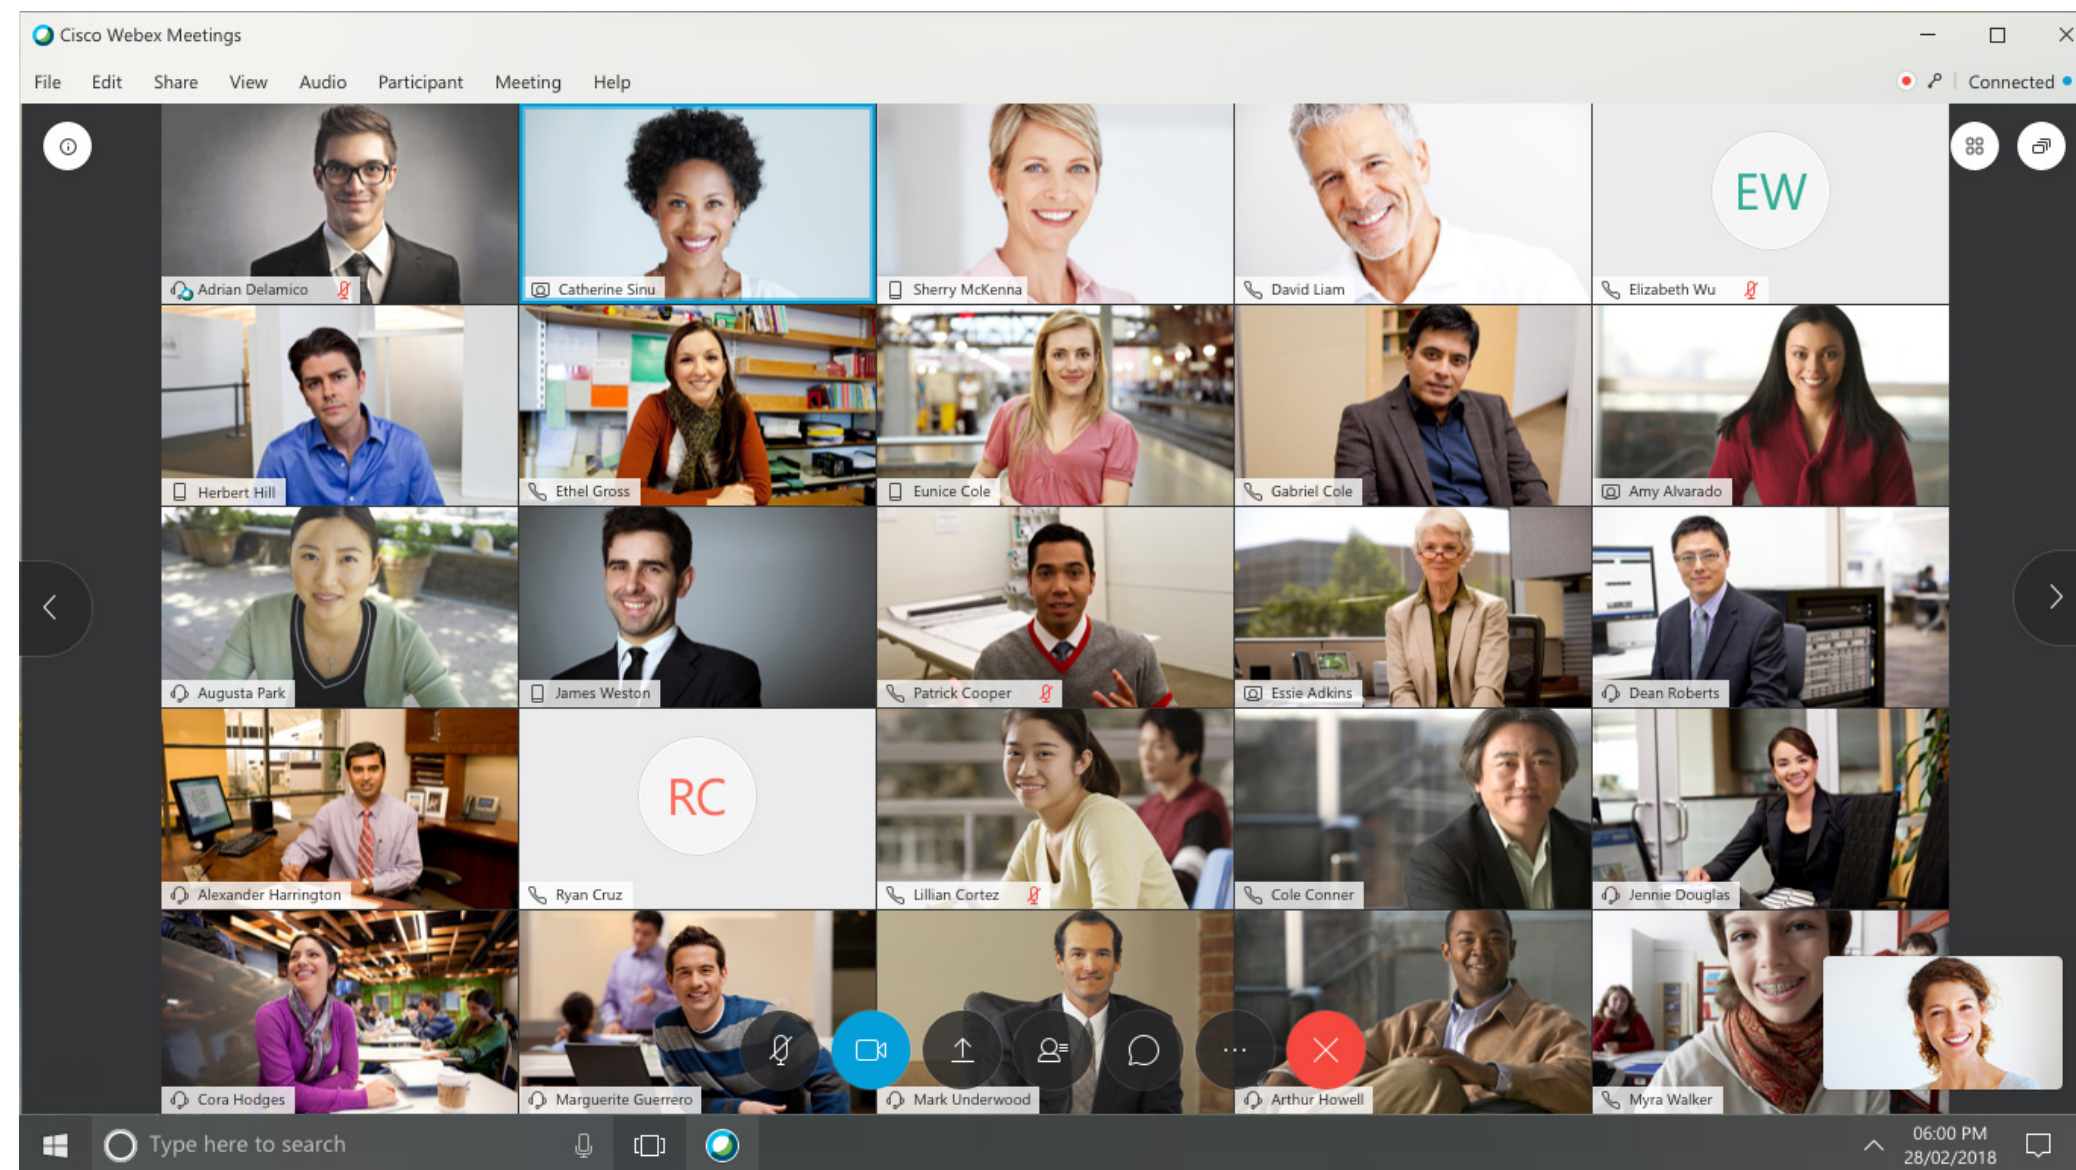 Cisco Webex Meetings
File Edit Share View Audio Participant Meeting Help
Connected
EW
Adrian Delamico
Catherine Sinu
Sherry McKenna
David Liam
Elizabeth Wu
Herbert Hill
Ethel Gross
Eunice Cole
Gabriel Cole
Amy Alvarado
Augusta Park
James Weston
Patrick Cooper
Essie Adkins
Dean Roberts
RC
Alexander Harrington
Ryan Cruz
Lillian Cortez
Cole Conner
Jennie Douglas
Cora Hodges
Marguerite Guerrero
Mark Underwood
Arthur Howell
Myra Walker
Type here to search
06:00 PM
28/02/2018